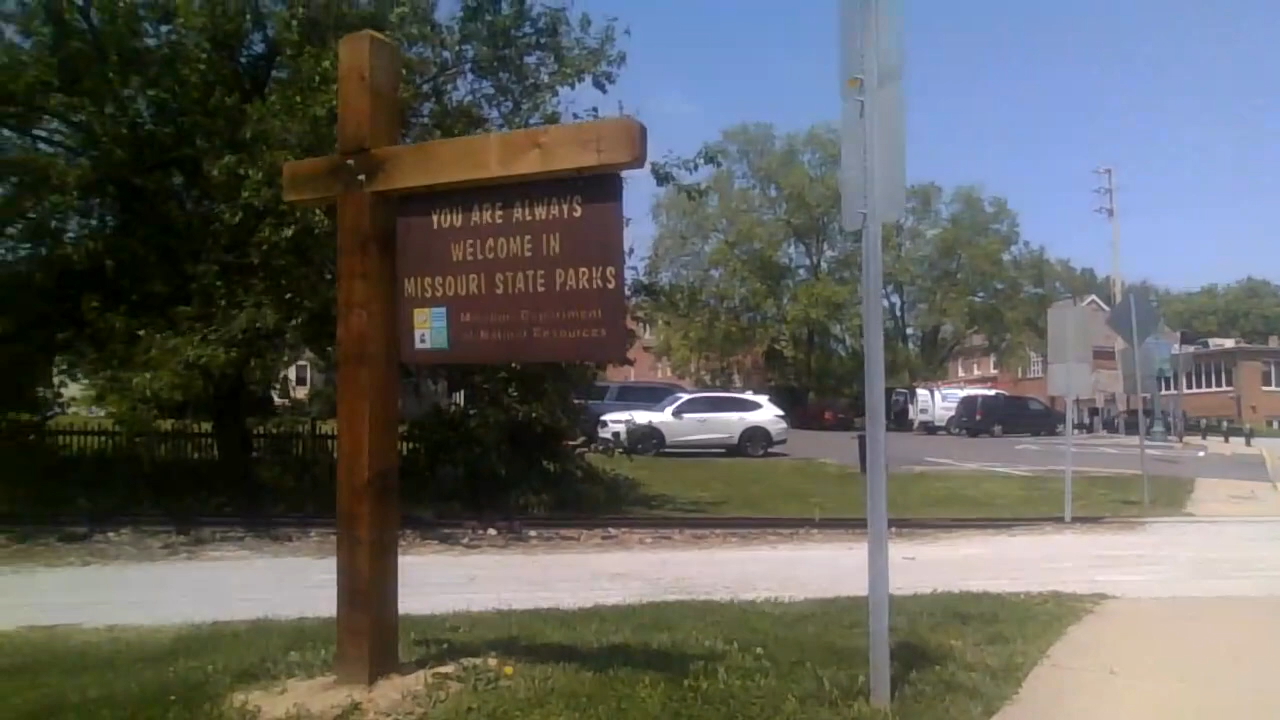 YOU ARE ALWAYS
WELCOME IN
MISSOURI STATE PARKS
Missouri Department
of Natural Resources